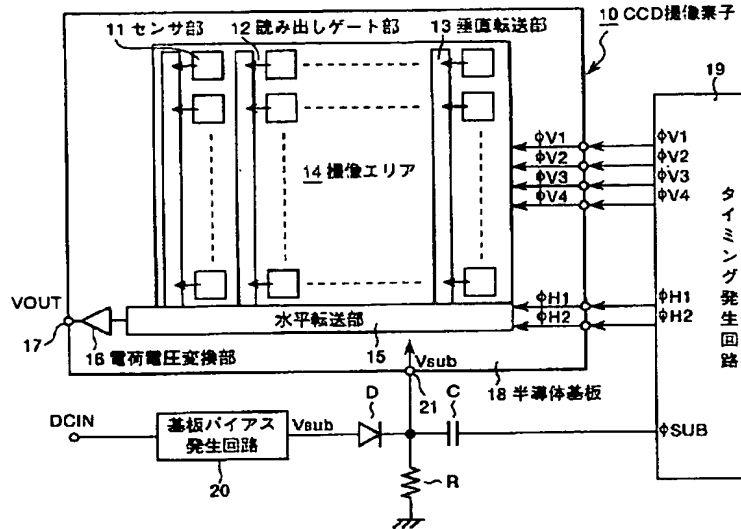 11 センサ部
12 読み出しゲート部
13 垂直転送部
10 CCD撮像素子
19
φV1
φV2
φV3
φV4
φV1
φV2
φV3
φV4
14 撮像エリア
タイミング発生回路
φH1
φH2
φH1
φH2
VOUT
水平転送部
17
16 電荷電圧変換部
15
Vsub
18 半導体基板
21
D
C
DCIN
基板バイアス
発生回路
Vsub
φSUB
20
R